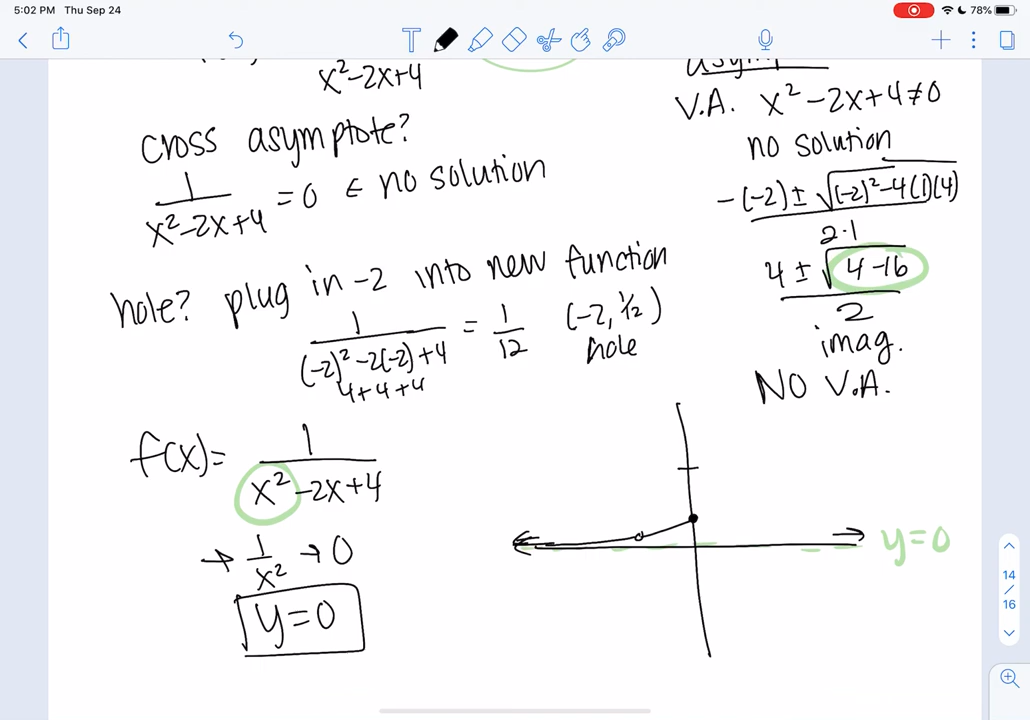 5:02 PM Thu Sep 24
78%
x²-2x+4
cross asymptote?
1/(x²-2x+4) = 0 ∈ no solution
hole? plug in -2 into new function
1/((-2)²-2(-2)+4) = 1/12 (-2, 1/2)
4+4+4
hole
f(x)= 1/(x²-2x+4)
→ 1/x² → 0
y=0
asymp
V.A. x²-2x+4≠0
no solution
(-(-2) ± √((-2)²-4(1)(4)))/(2·1)
(4 ± √(4-16))/2
imag.
NO V.A.
y=0
14
/
16